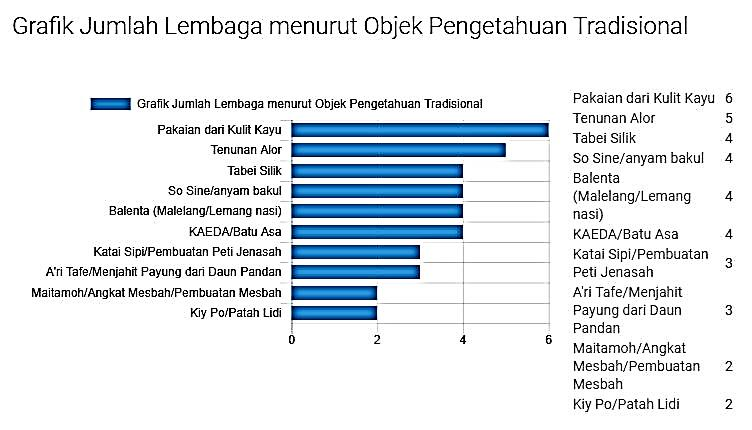 Grafik Jumlah Lembaga menurut Objek Pengetahuan Tradisional
Grafik Jumlah Lembaga menurut Objek Pengetahuan Tradisional
Pakaian dari Kulit Kayu
Tenunan Alor
Tabei Silik
So Sine/anyam bakul
Balenta (Malelang/Lemang nasi)
KAEDA/Batu Asa
Katai Sipi/Pembuatan Peti Jenasah
A'ri Tafe/Menjahit Payung dari Daun Pandan
Maitamoh/Angkat Mesbah/Pembuatan Mesbah
Kiy Po/Patah Lidi
0 2 4 6
Pakaian dari Kulit Kayu 6
Tenunan Alor 5
Tabei Silik 4
So Sine/anyam bakul 4
Balenta
(Malelang/Lemang 4
nasi)
KAEDA/Batu Asa 4
Katai Sipi/Pembuatan 3
Peti Jenasah
A'ri Tafe/Menjahit
Payung dari Daun 3
Pandan
Maitamoh/Angkat
Mesbah/Pembuatan 2
Mesbah
Kiy Po/Patah Lidi 2